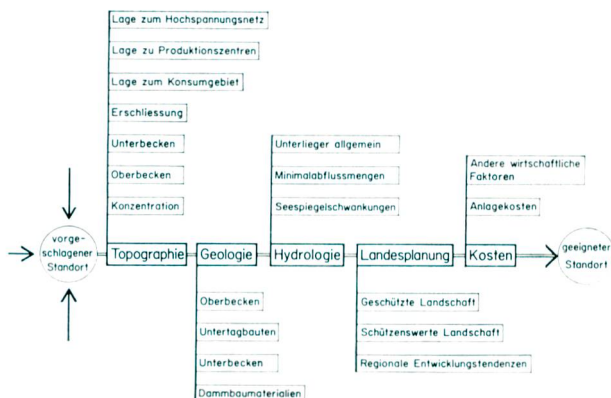 Lage zum Hochspannungsnetz
Lage zu Produktionszentren
Lage zum Konsumgebiet
Erschliessung
Unterbecken
Oberbecken
Konzentration
Unterlieger allgemein
Minimalabflussmengen
Seespiegelschwankungen
Andere wirtschaftliche
Faktoren
Anlagekosten
vorge-
schlagener
Standort
Topographie
Geologie
Hydrologie
Landesplanung
Kosten
geeigneter
Standort
Oberbecken
Untertagbauten
Unterbecken
Dammbaumaterialien
Geschützte Landschaft
Schützenswerte Landschaft
Regionale Entwicklungstendenzen